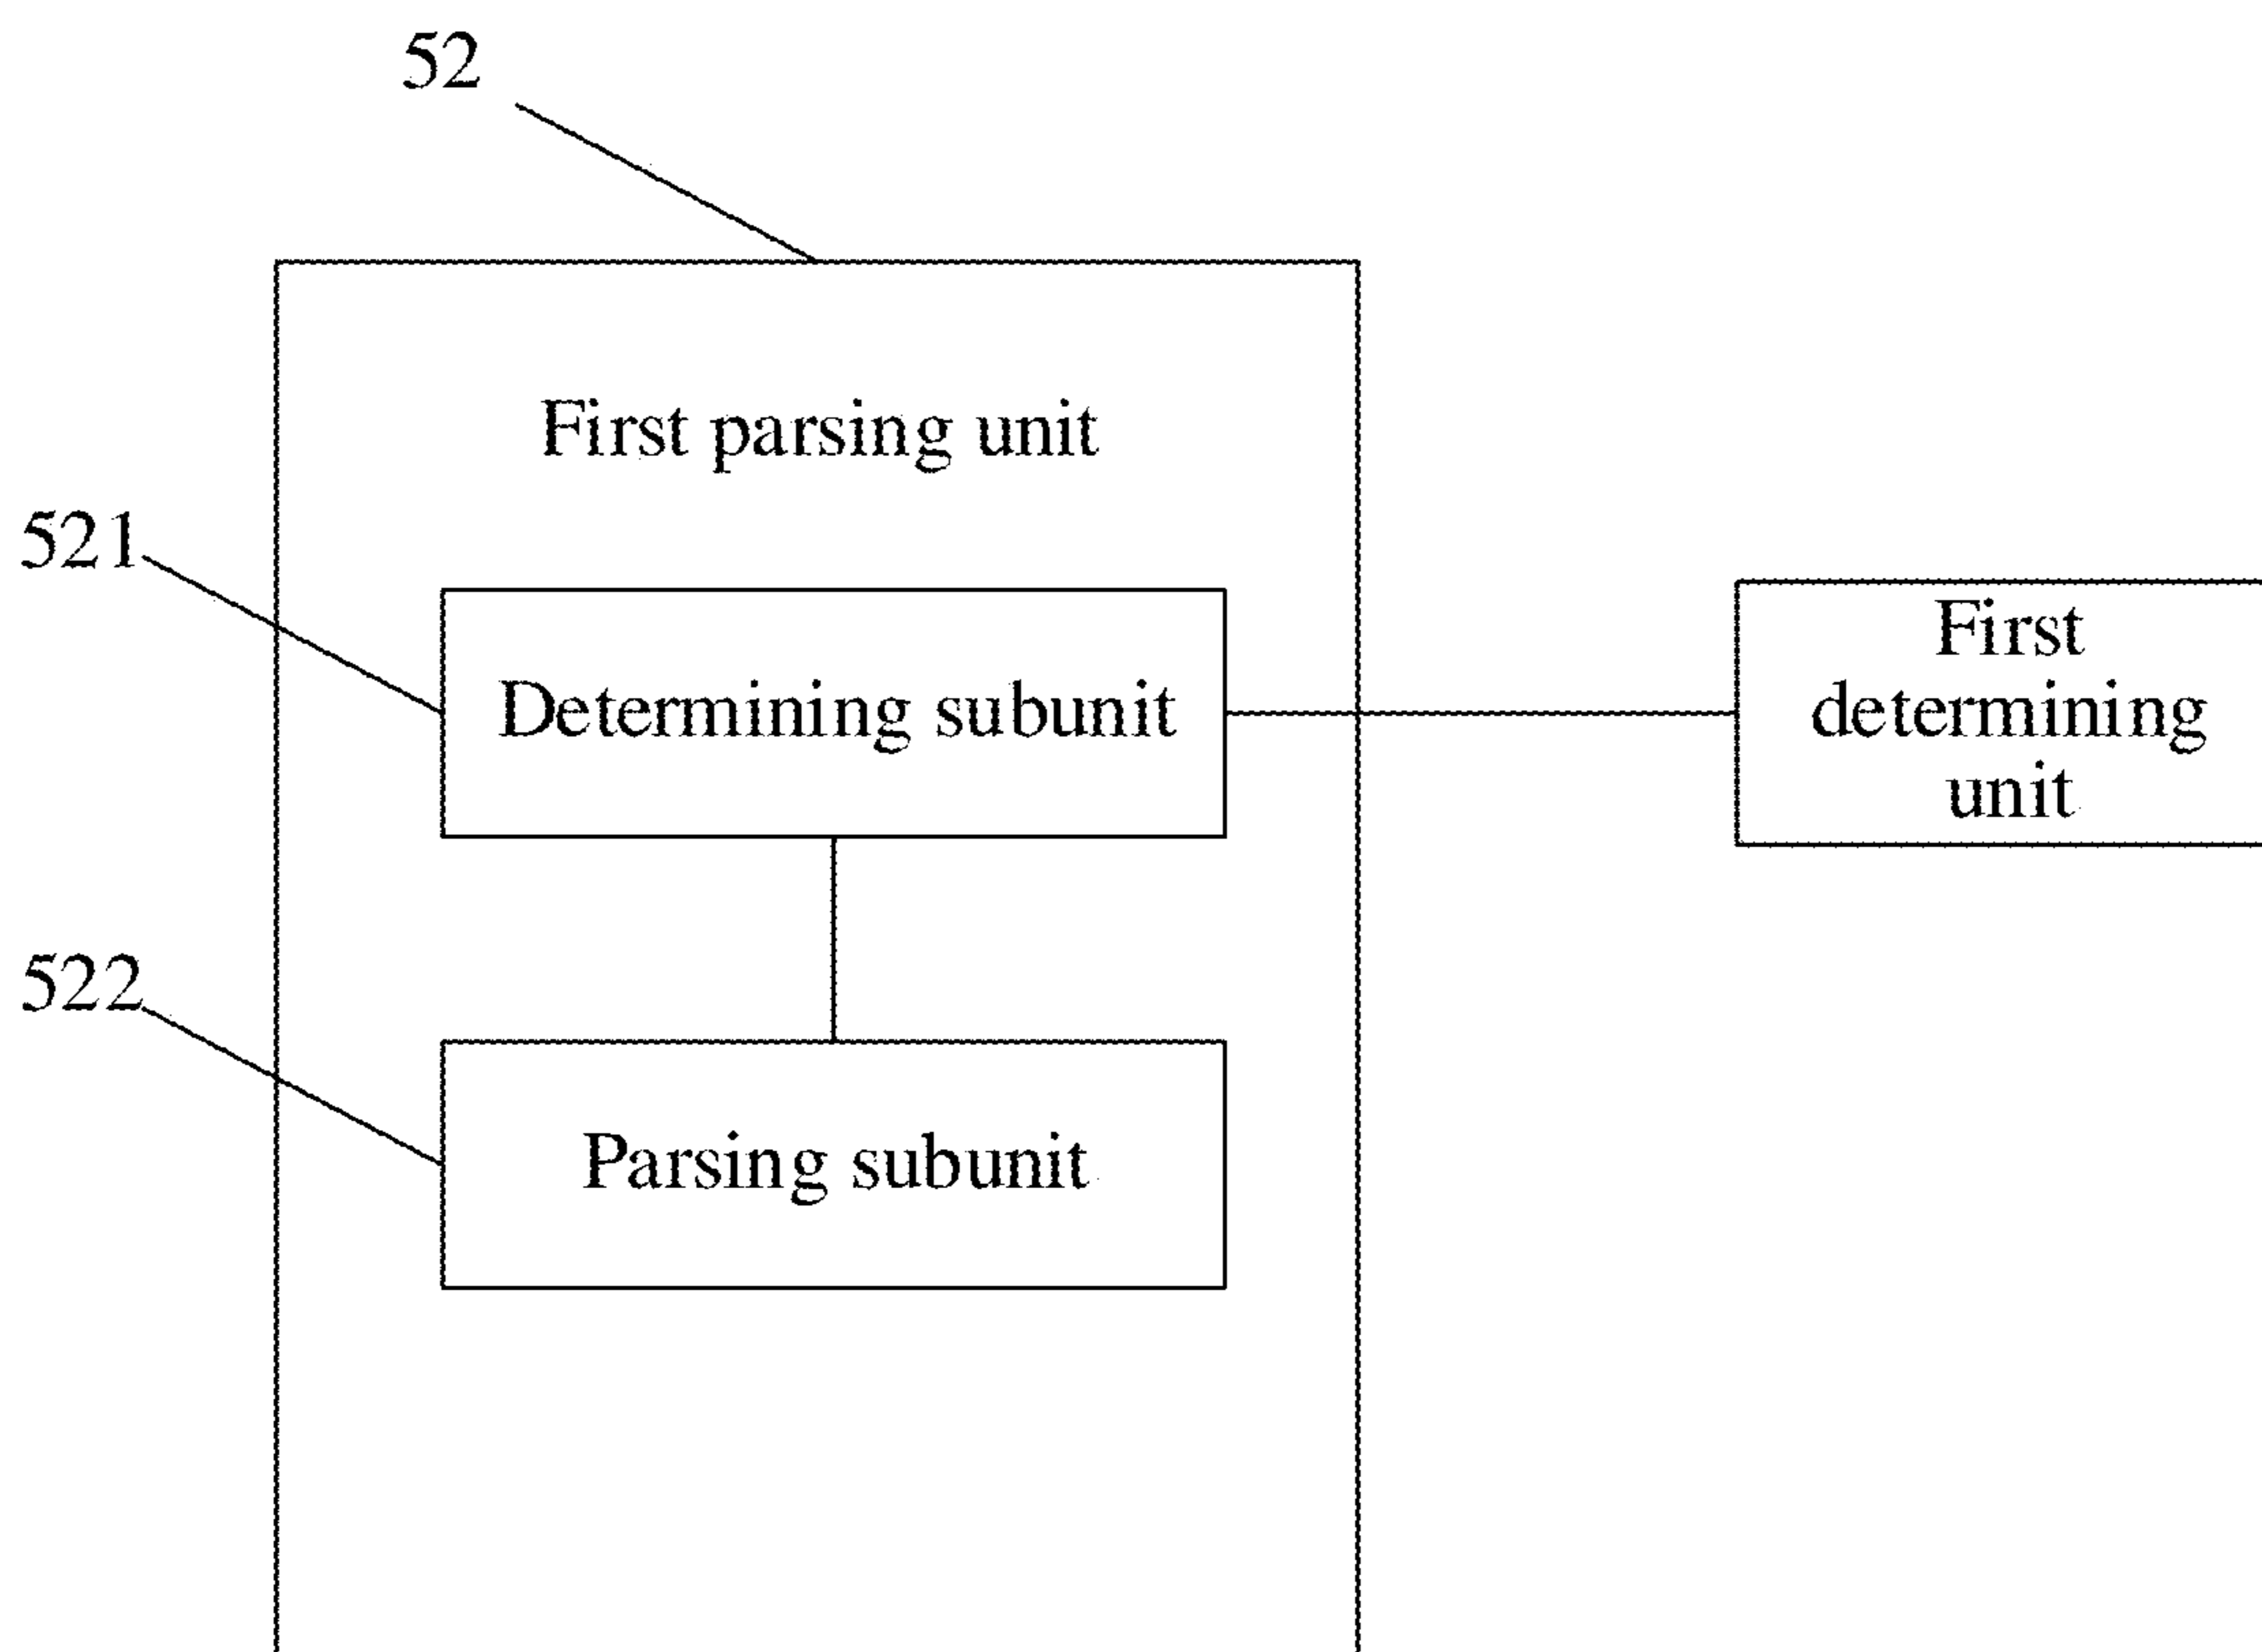 52
First parsing unit
521
Determining subunit
First
determining
unit
522
Parsing subunit